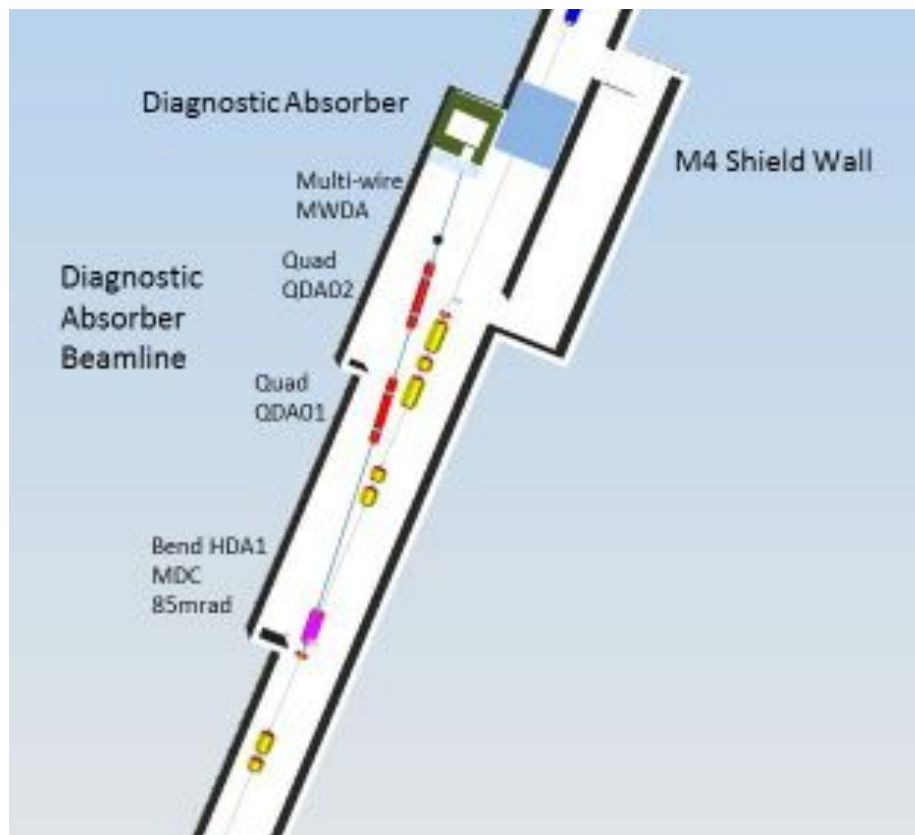 Diagnostic Absorber
M4 Shield Wall
Multi-wire
MWDA
Quad
QDA02
Diagnostic
Absorber
Beamline
Quad
QDA01
Bend HDA1
MDC
85mrad